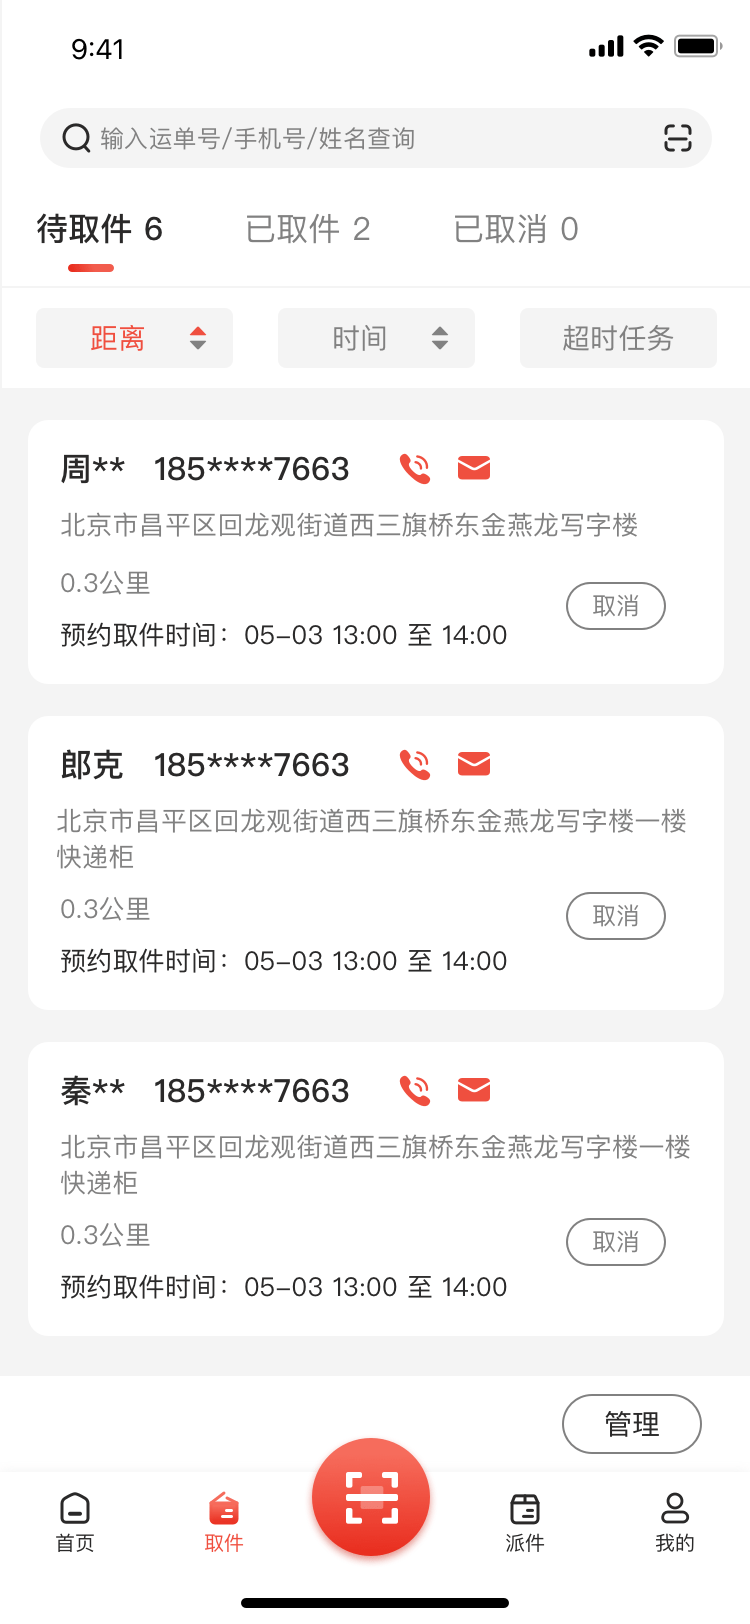 9:41
输入运单号/手机号/姓名查询
待取件 6 已取件 2 已取消 0
距离 时间 超时任务
周** 185****7663
北京市昌平区回龙观街道西三旗桥东金燕龙写字楼
0.3公里
取消
预约取件时间：05-03 13:00 至 14:00
郎克 185****7663
北京市昌平区回龙观街道西三旗桥东金燕龙写字楼一楼
快递柜
0.3公里
取消
预约取件时间：05-03 13:00 至 14:00
秦** 185****7663
北京市昌平区回龙观街道西三旗桥东金燕龙写字楼一楼
快递柜
0.3公里
取消
预约取件时间：05-03 13:00 至 14:00
管理
首页 取件 派件 我的